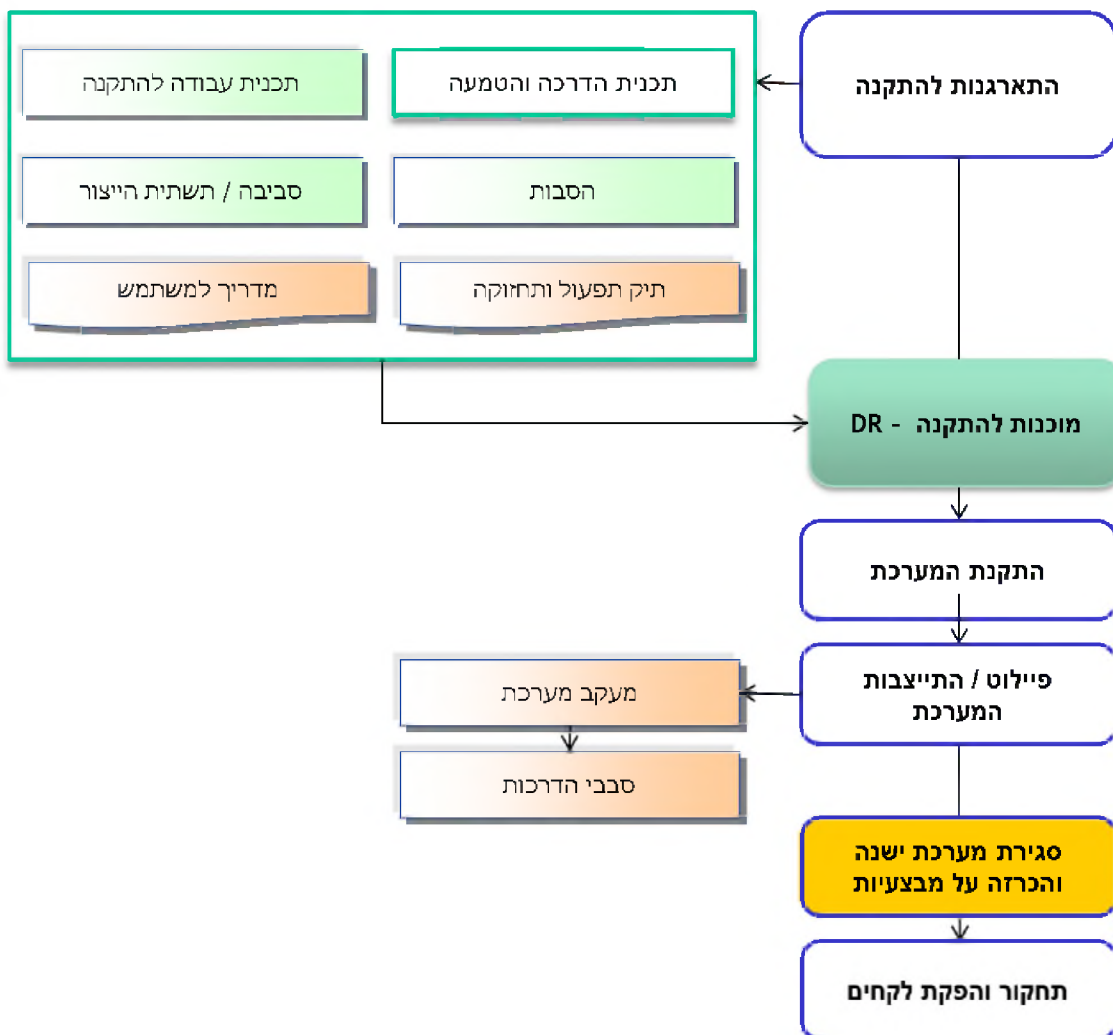 התארגנות להתקנה
תכנית הדרכה והטמעה
תכנית עבודה להתקנה
הסבות
סביבה / תשתית הייצור
תיק תפעול ותחזוקה
מדריך למשתמש
מוכנות להתקנה - DR
התקנת המערכת
פיילוט / התייצבות
המערכת
מעקב מערכת
סבבי הדרכות
סגירת מערכת ישנה
והכרזה על מבצעיות
תחקור והפקת לקחים